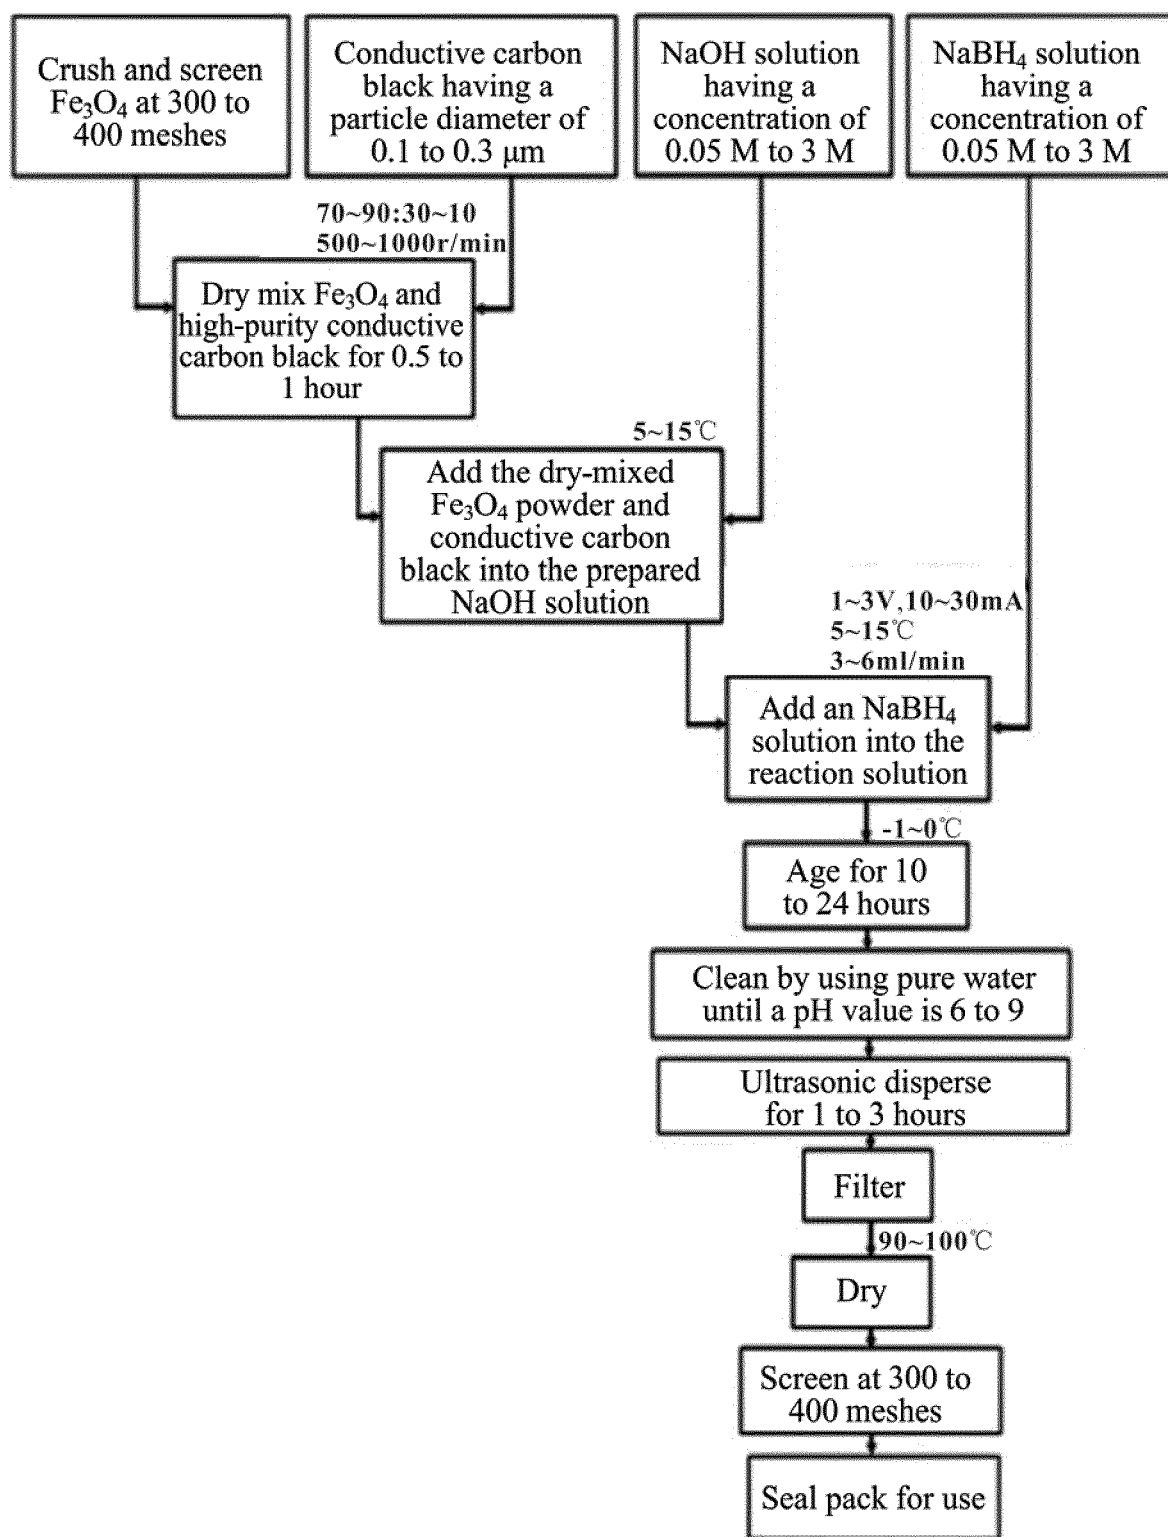 Crush and screen
Fe₃O₄ at 300 to
400 meshes
Conductive carbon
black having a
particle diameter of
0.1 to 0.3 μm
NaOH solution
having a
concentration of
0.05 M to 3 M
NaBH₄ solution
having a
concentration of
0.05 M to 3 M
70~90:30~10
500~1000r/min
Dry mix Fe₃O₄ and
high-purity conductive
carbon black for 0.5 to
1 hour
5~15℃
Add the dry-mixed
Fe₃O₄ powder and
conductive carbon
black into the prepared
NaOH solution
1~3V,10~30mA
5~15℃
3~6ml/min
Add an NaBH₄
solution into the
reaction solution
-1~0℃
Age for 10
to 24 hours
Clean by using pure water
until a pH value is 6 to 9
Ultrasonic disperse
for 1 to 3 hours
Filter
90~100℃
Dry
Screen at 300 to
400 meshes
Seal pack for use